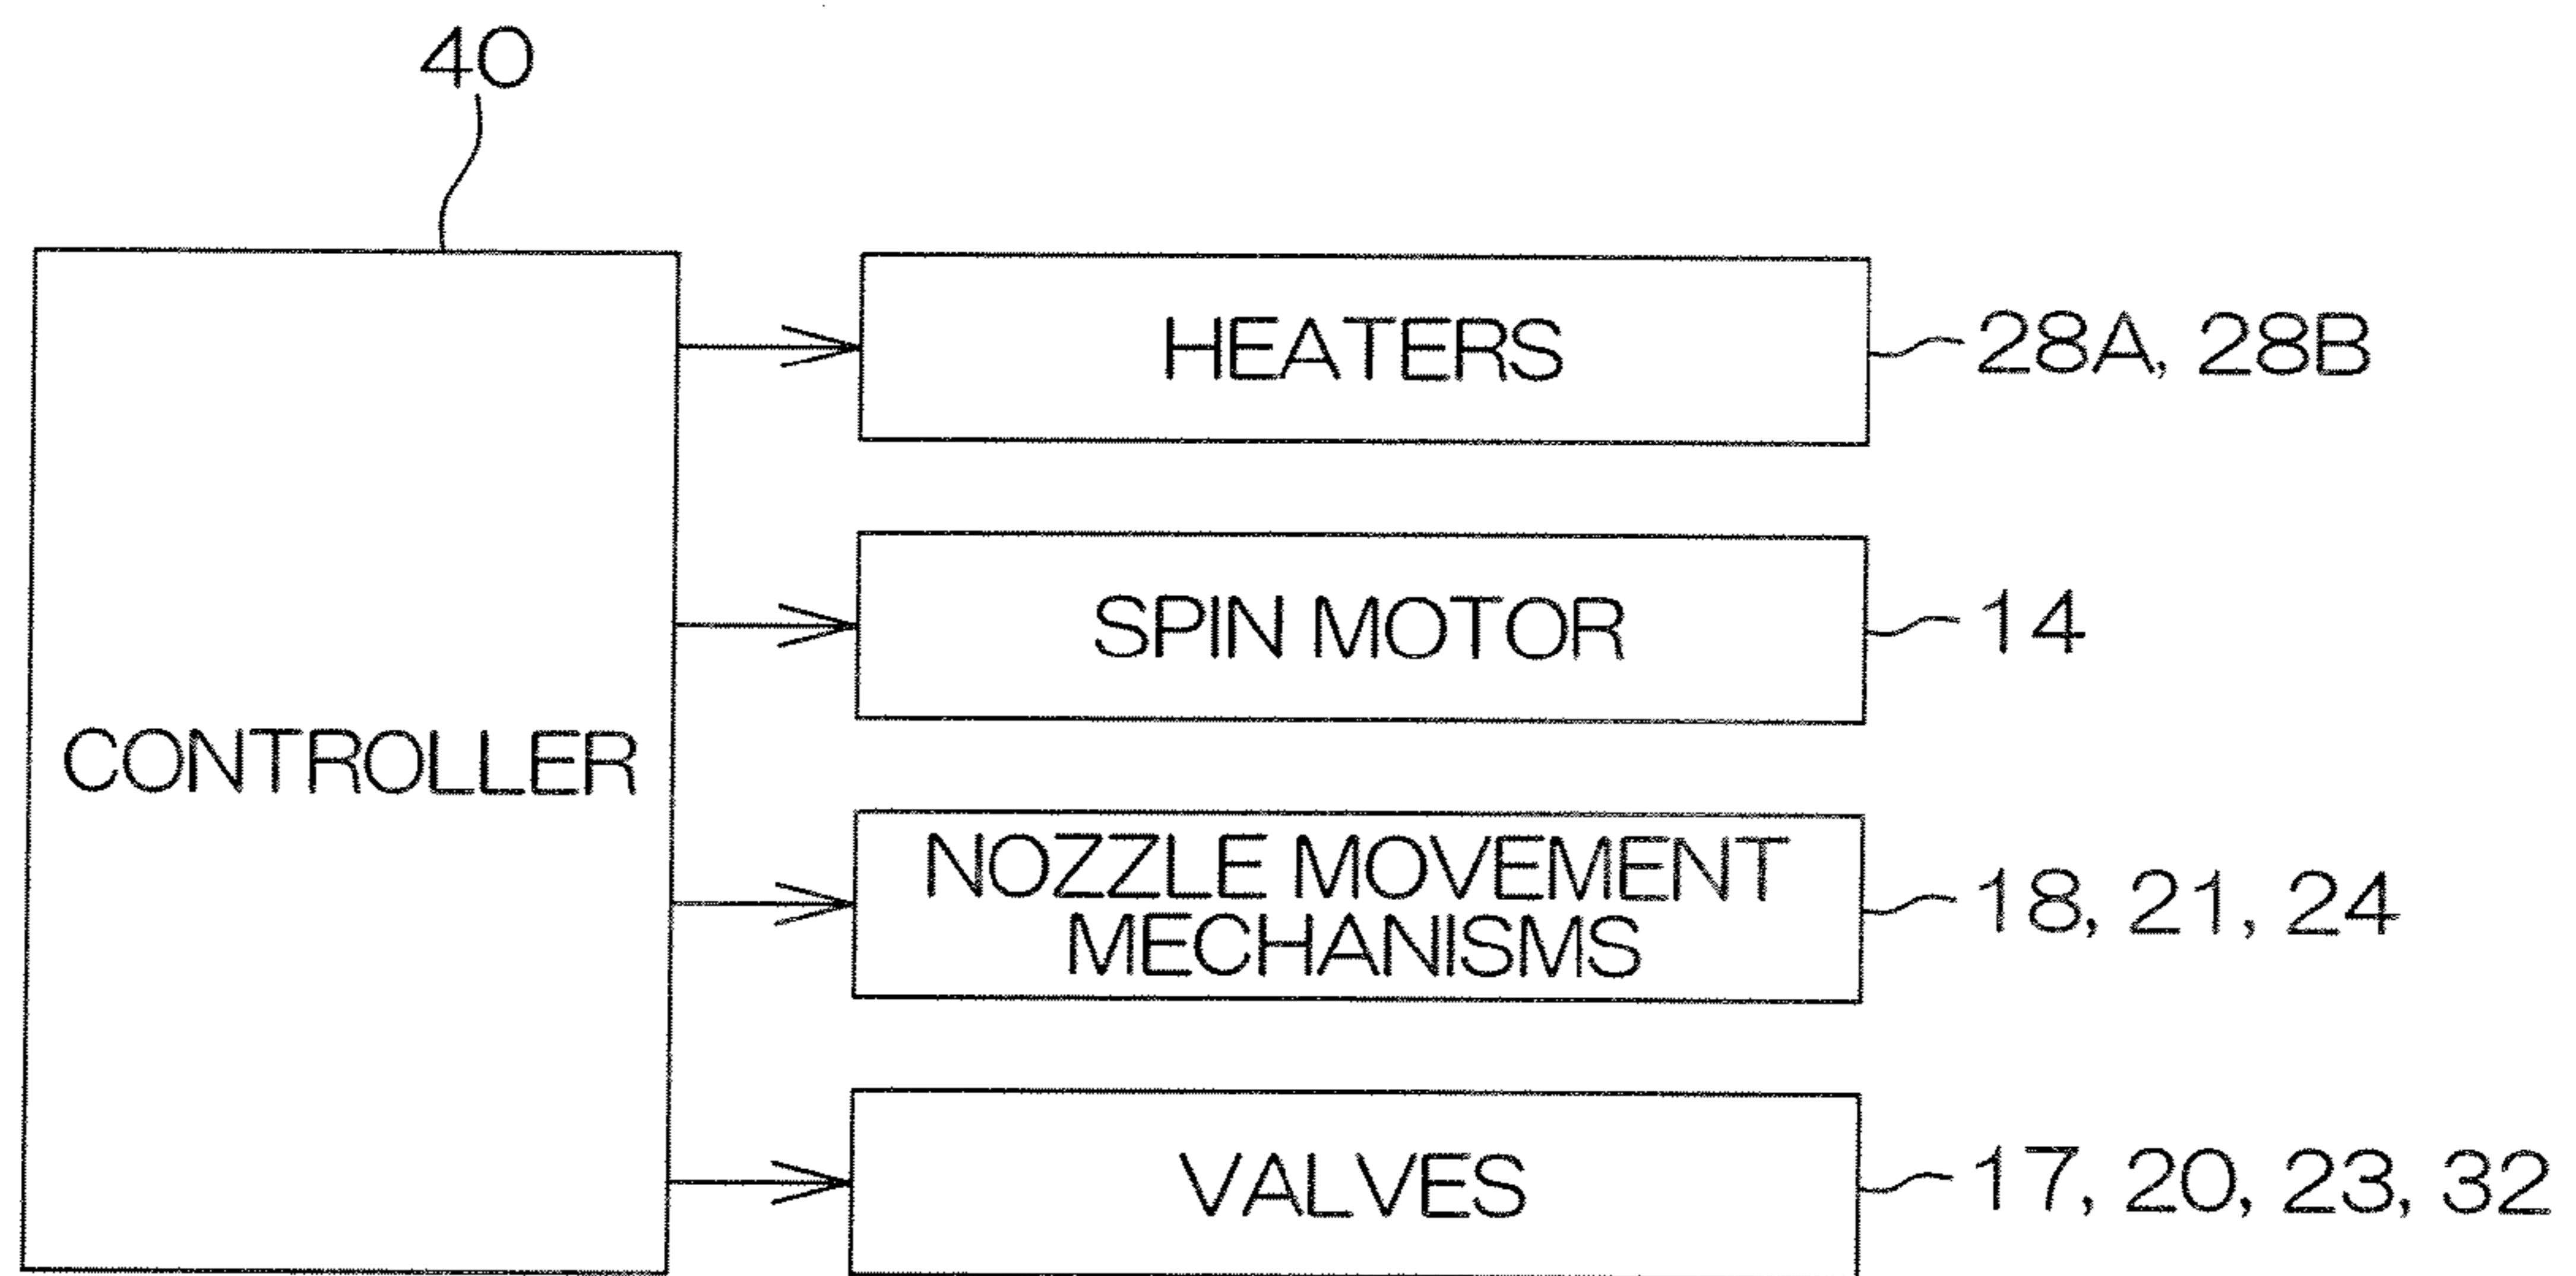 40
CONTROLLER
HEATERS
28A, 28B
SPIN MOTOR
14
NOZZLE MOVEMENT
MECHANISMS
18, 21, 24
VALVES
17, 20, 23, 32